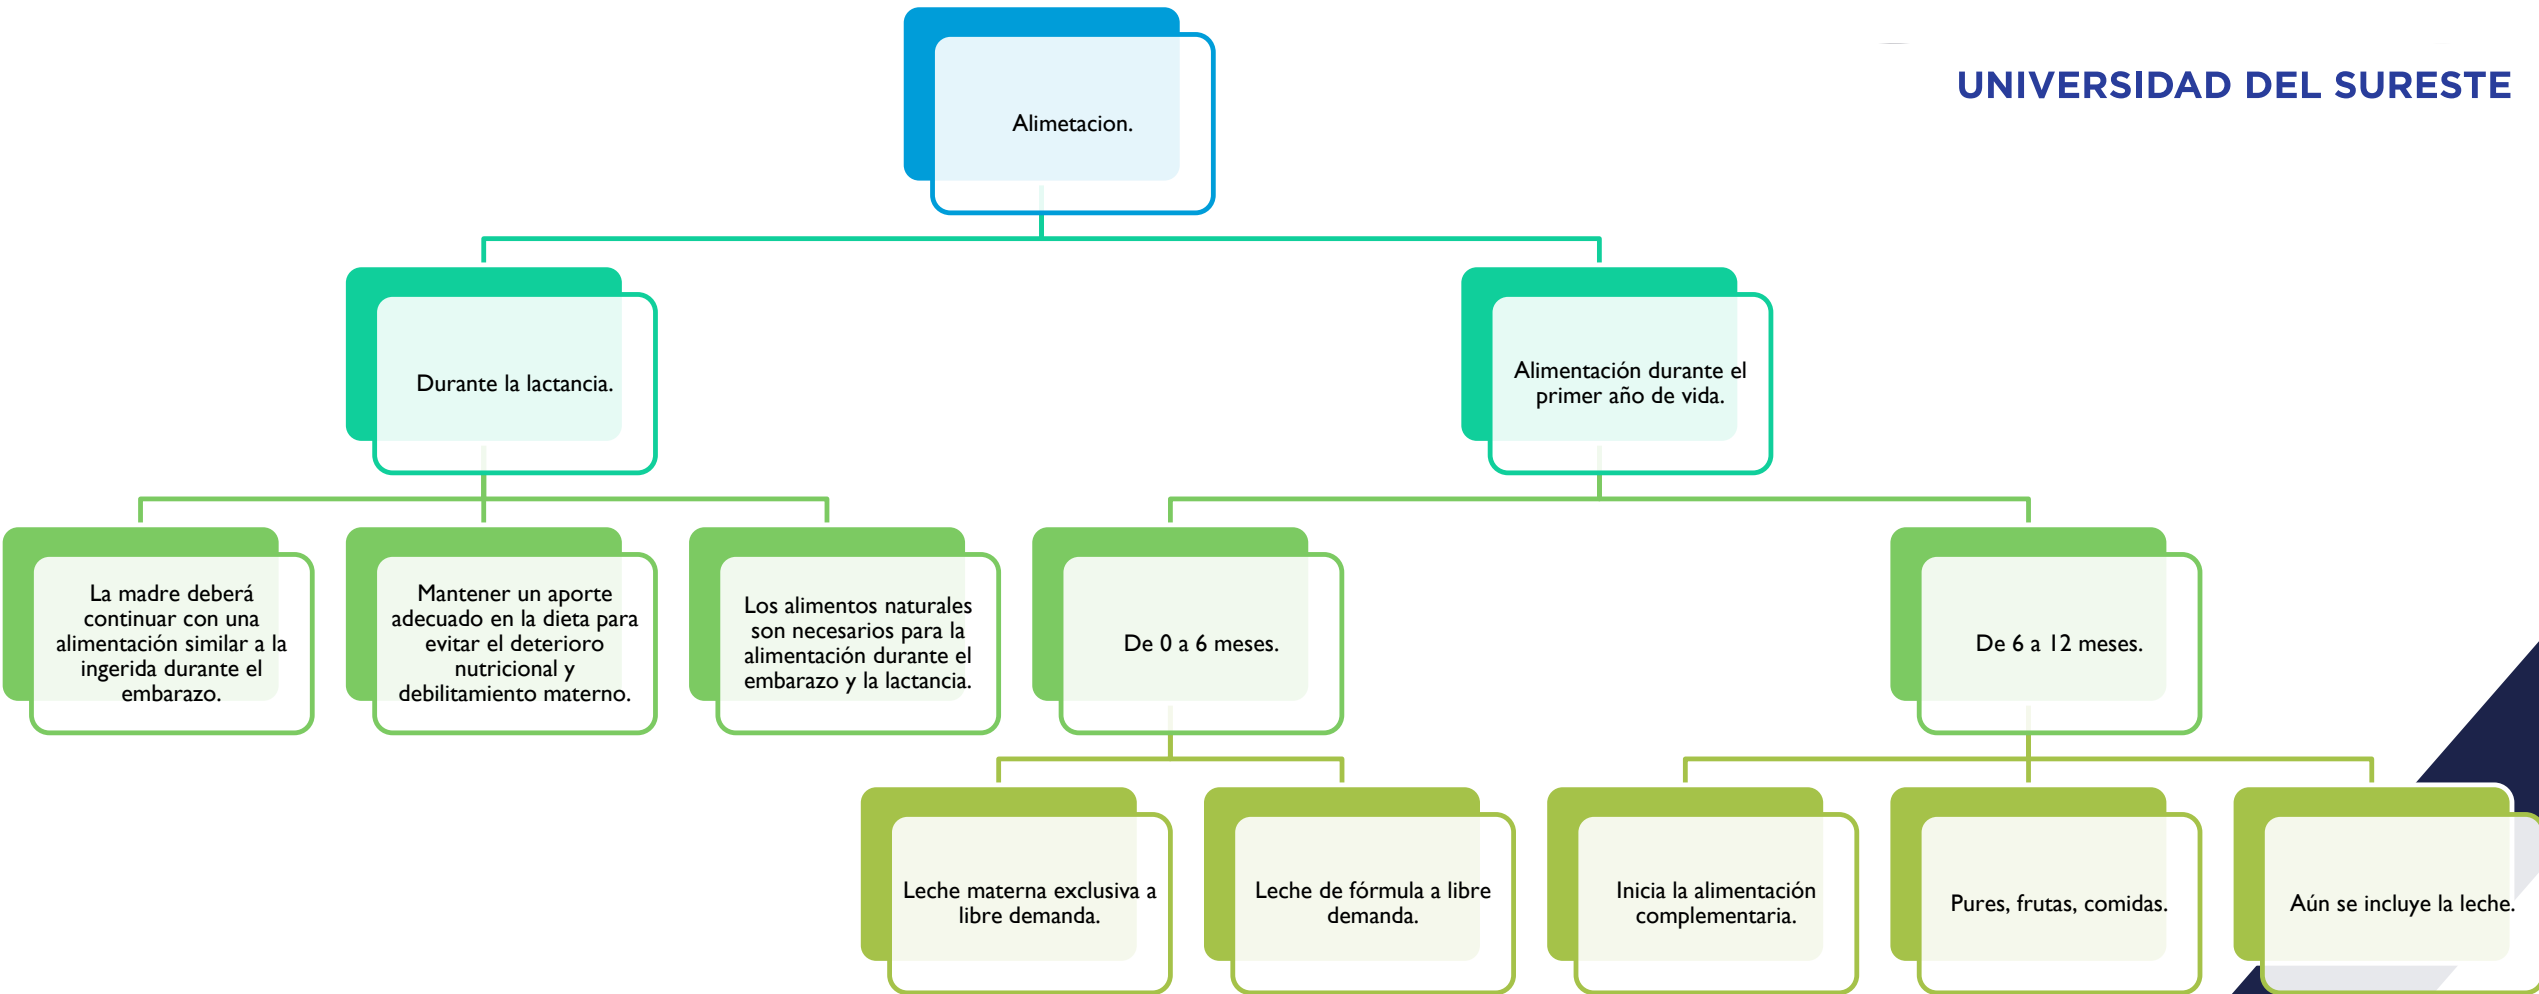 UNIVERSIDAD DEL SURESTE
Alimetacion.
Durante la lactancia.
Alimentación durante el
primer año de vida.
La madre deberá
continuar con una
alimentación similar a la
ingerida durante el
embarazo.
Mantener un aporte
adecuado en la dieta para
evitar el deterioro
nutricional y
debilitamiento materno.
Los alimentos naturales
son necesarios para la
alimentación durante el
embarazo y la lactancia.
De 0 a 6 meses.
De 6 a 12 meses.
Leche materna exclusiva a
libre demanda.
Leche de fórmula a libre
demanda.
Inicia la alimentación
complementaria.
Pures, frutas, comidas.
Aún se incluye la leche.